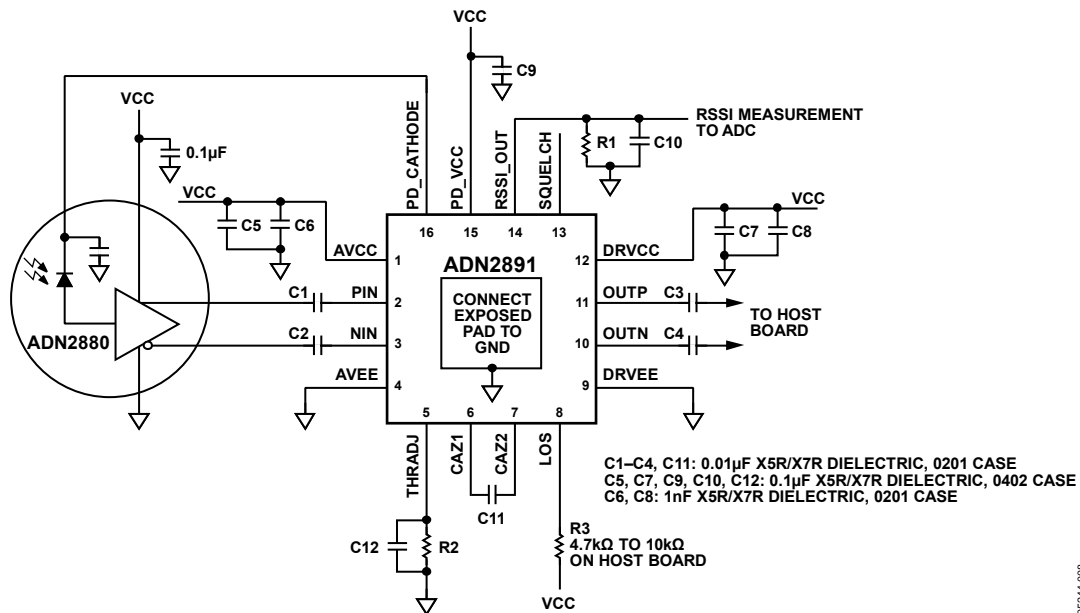 VCC
C9
VCC
0.1µF
RSSI MEASUREMENT
TO ADC
R1
C10
PD_CATHODE
PD_VCC
RSSI_OUT
SQUELCH
VCC
C5
C6
VCC
C7
C8
16
15
14
13
AVCC
1
ADN2891
12
DRVCC
C1
PIN
2
CONNECT
EXPOSED
PAD TO
GND
11
OUTP
C3
TO HOST
BOARD
ADN2880
C2
NIN
3
10
OUTN
C4
AVEE
4
9
DRVEE
5
6
7
8
THRADJ
CAZ1
CAZ2
LOS
C11
C1–C4, C11: 0.01µF X5R/X7R DIELECTRIC, 0201 CASE
C5, C7, C9, C10, C12: 0.1µF X5R/X7R DIELECTRIC, 0402 CASE
C6, C8: 1nF X5R/X7R DIELECTRIC, 0201 CASE
C12
R2
R3
4.7kΩ TO 10kΩ
ON HOST BOARD
VCC